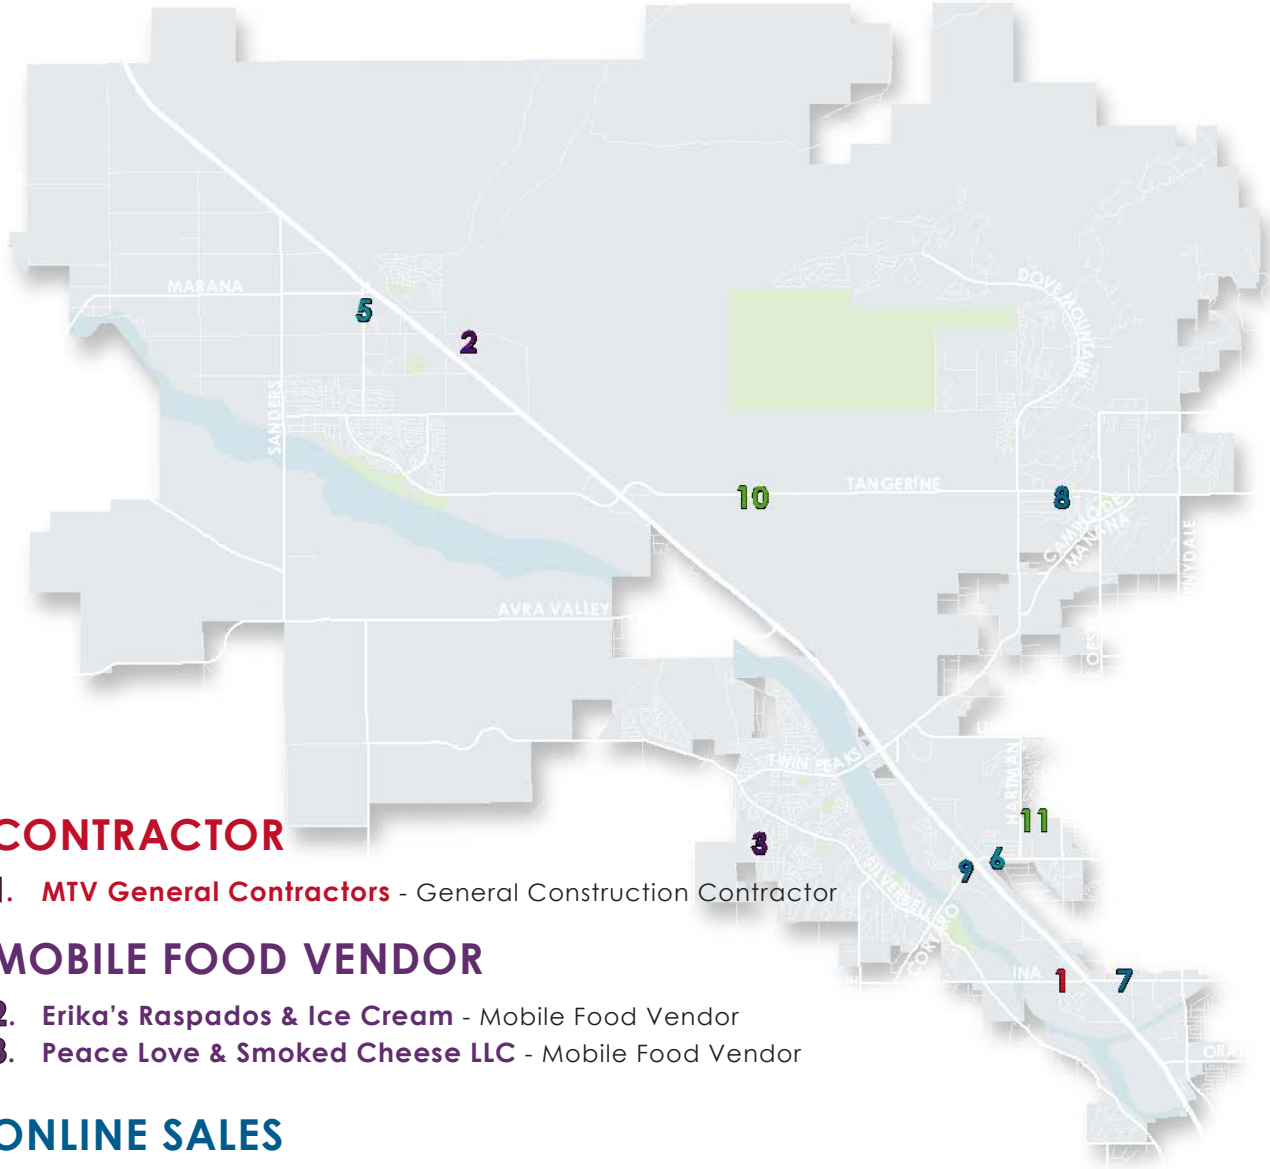 MARANA
DOVE MOUNTAIN
5
2
SANDERS
10
TANGERINE
8
CAMINO DE
MANANA
AVRA VALLEY
TWIN PEAKS
HARTMAN
11
3
6
9
SILVERBELL
CORTARO
INA
1
7
CONTRACTOR
1. MTV General Contractors - General Construction Contractor
MOBILE FOOD VENDOR
2. Erika's Raspados & Ice Cream - Mobile Food Vendor
3. Peace Love & Smoked Cheese LLC - Mobile Food Vendor
ONLINE SALES